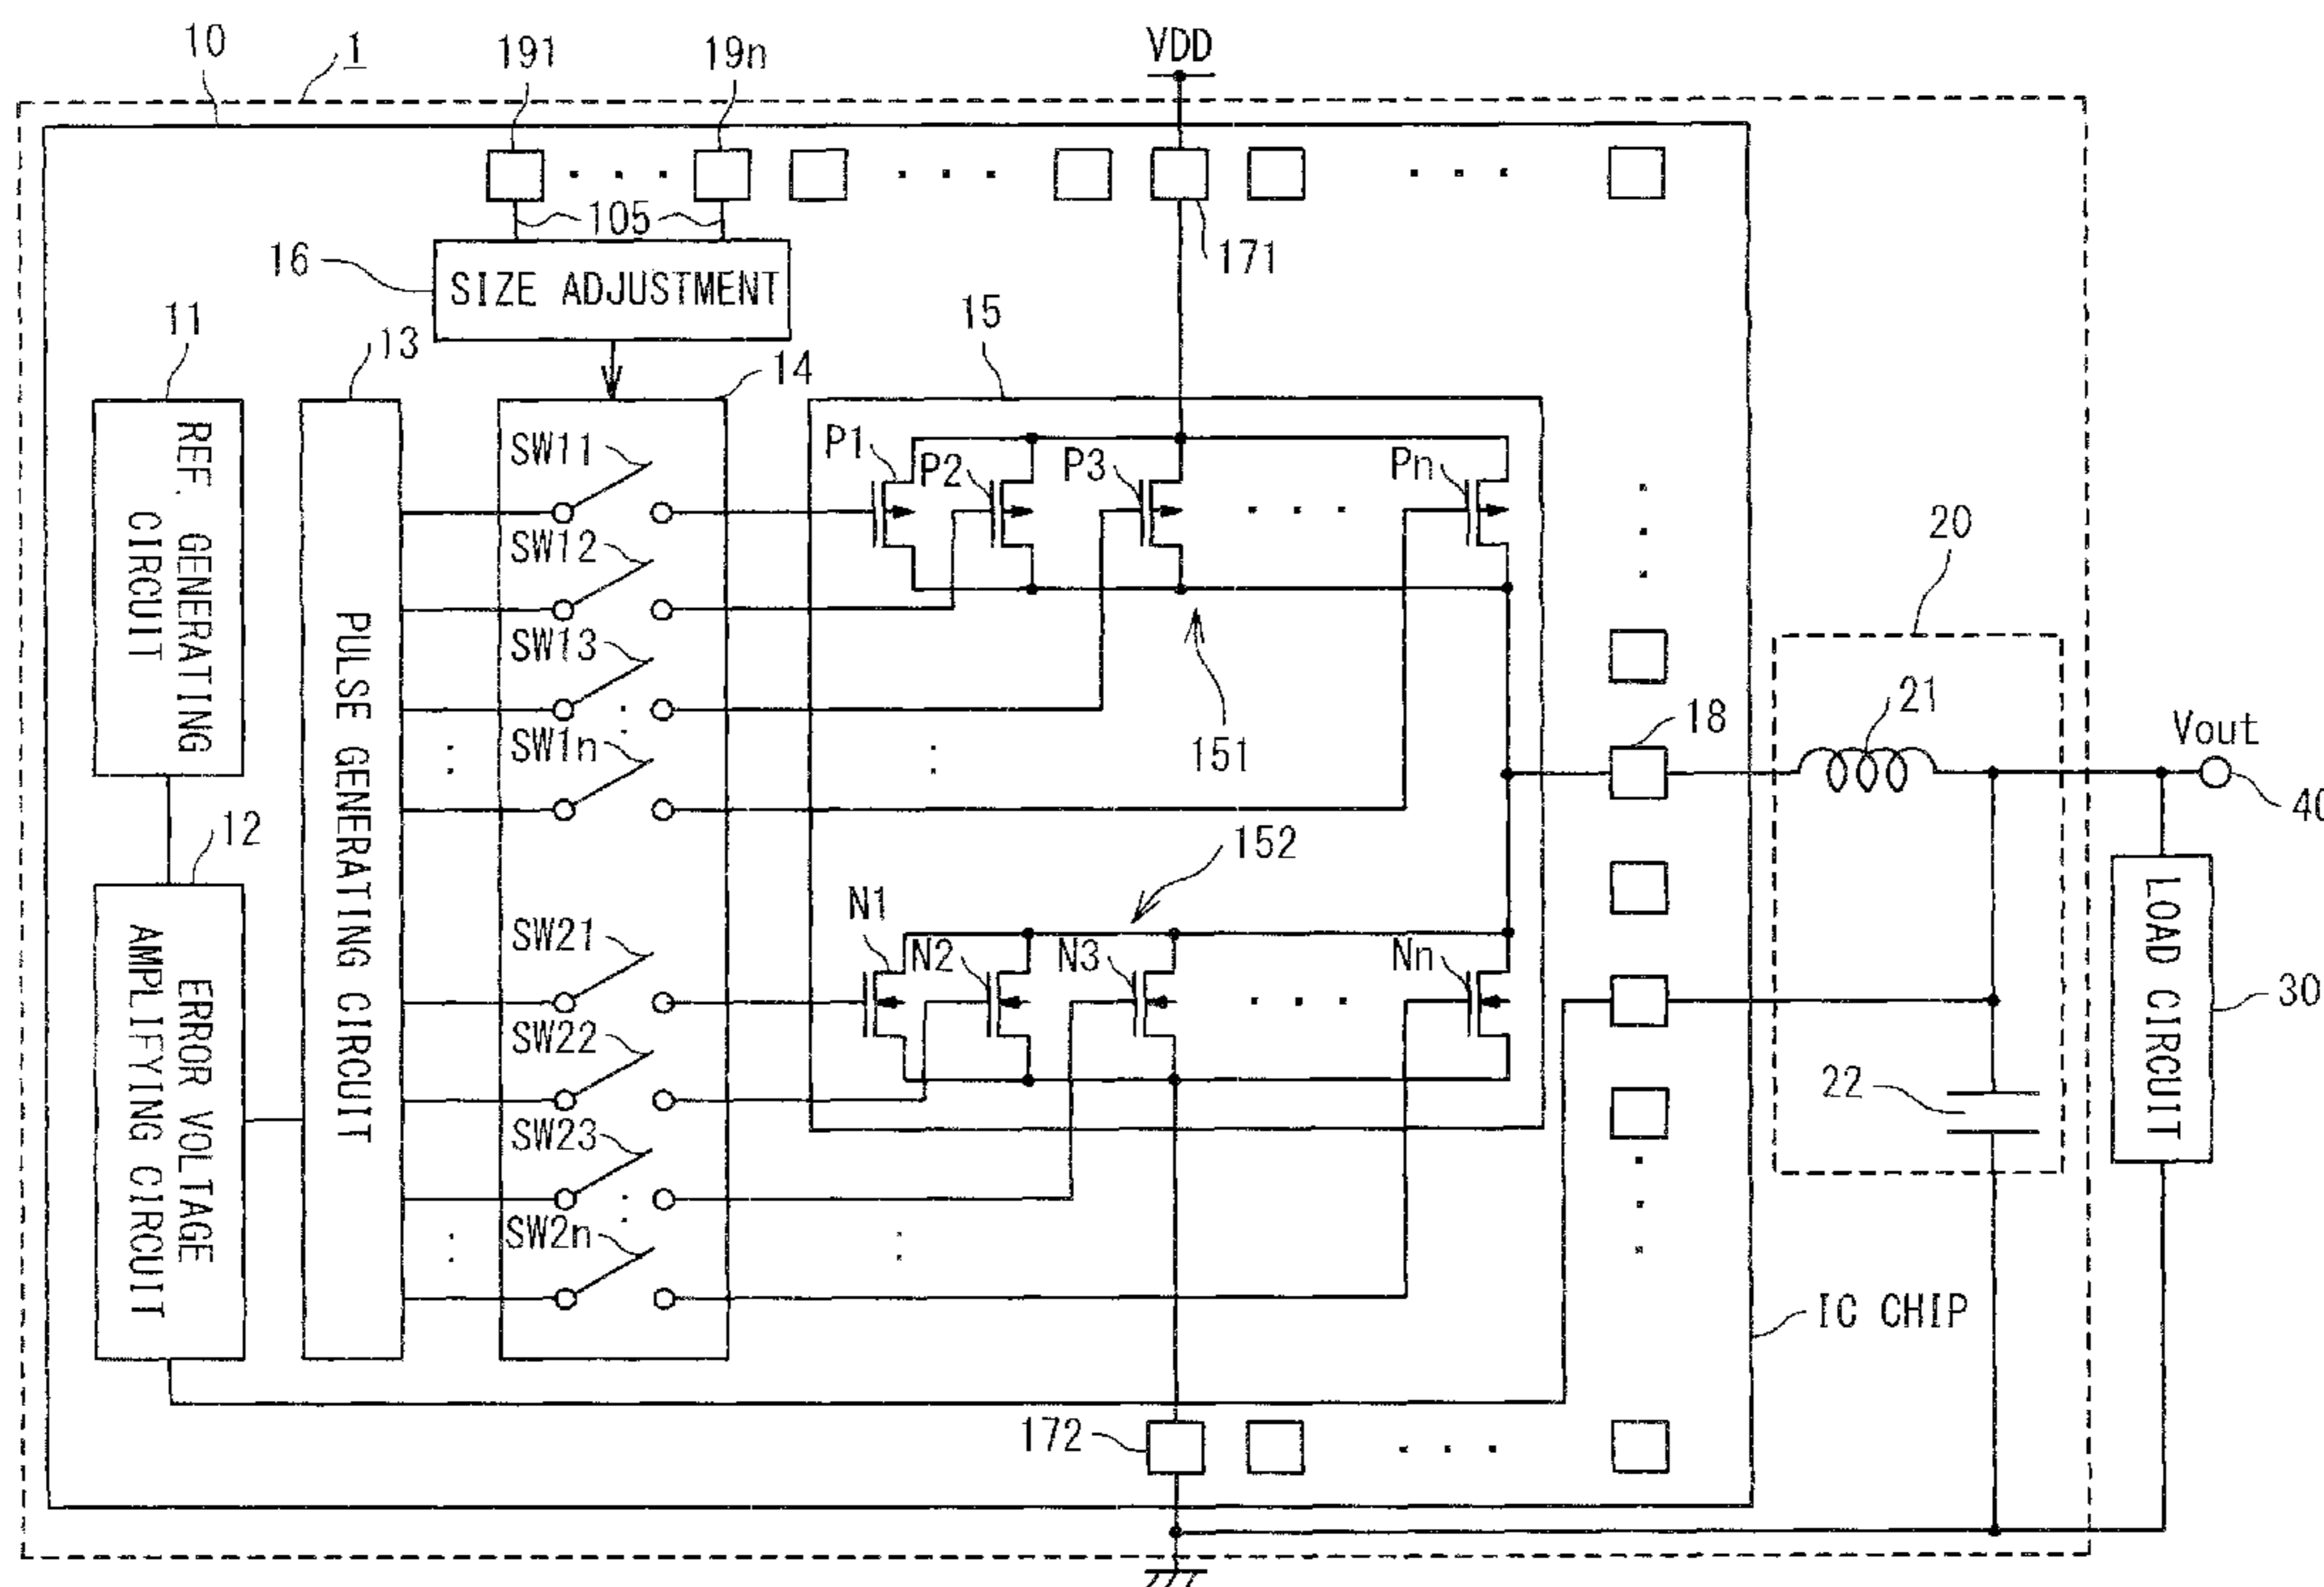 10
1
191
19n
VDD
105
171
16
SIZE ADJUSTMENT
11
13
14
15
REF. GENERATING
CIRCUIT
PULSE GENERATING CIRCUIT
12
ERROR VOLTAGE
AMPLIFYING CIRCUIT
SW11
SW12
SW13
SW1n
SW21
SW22
SW23
SW2n
P1
P2
P3
Pn
151
152
N1
N2
N3
Nn
18
20
21
22
Vout
40
LOAD CIRCUIT
30
IC CHIP
172